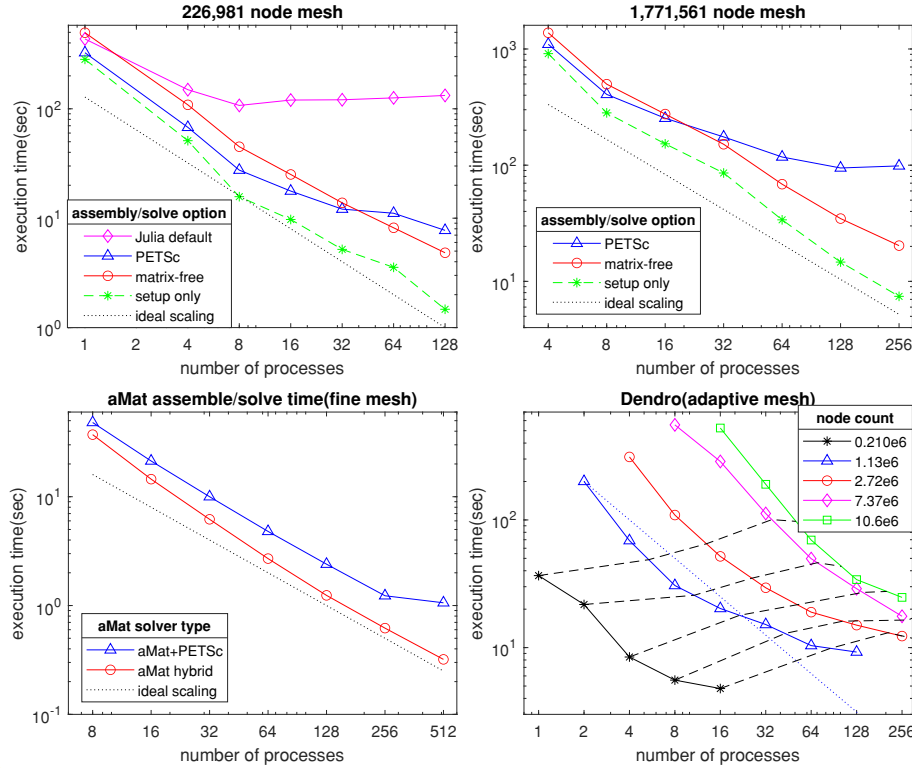 226,981 node mesh
execution time(sec)
10^3
10^2
10^1
10^0
assembly/solve option
Julia default
PETSc
matrix-free
setup only
ideal scaling
1 2 4 8 16 32 64 128
number of processes
1,771,561 node mesh
execution time(sec)
10^3
10^2
10^1
assembly/solve option
PETSc
matrix-free
setup only
ideal scaling
4 8 16 32 64 128 256
number of processes
aMat assemble/solve time(fine mesh)
execution time(sec)
10^1
10^0
10^-1
aMat solver type
aMat+PETSc
aMat hybrid
ideal scaling
8 16 32 64 128 256 512
number of processes
Dendro(adaptive mesh)
execution time(sec)
10^2
10^1
node count
0.210e6
1.13e6
2.72e6
7.37e6
10.6e6
1 2 4 8 16 32 64 128 256
number of processes